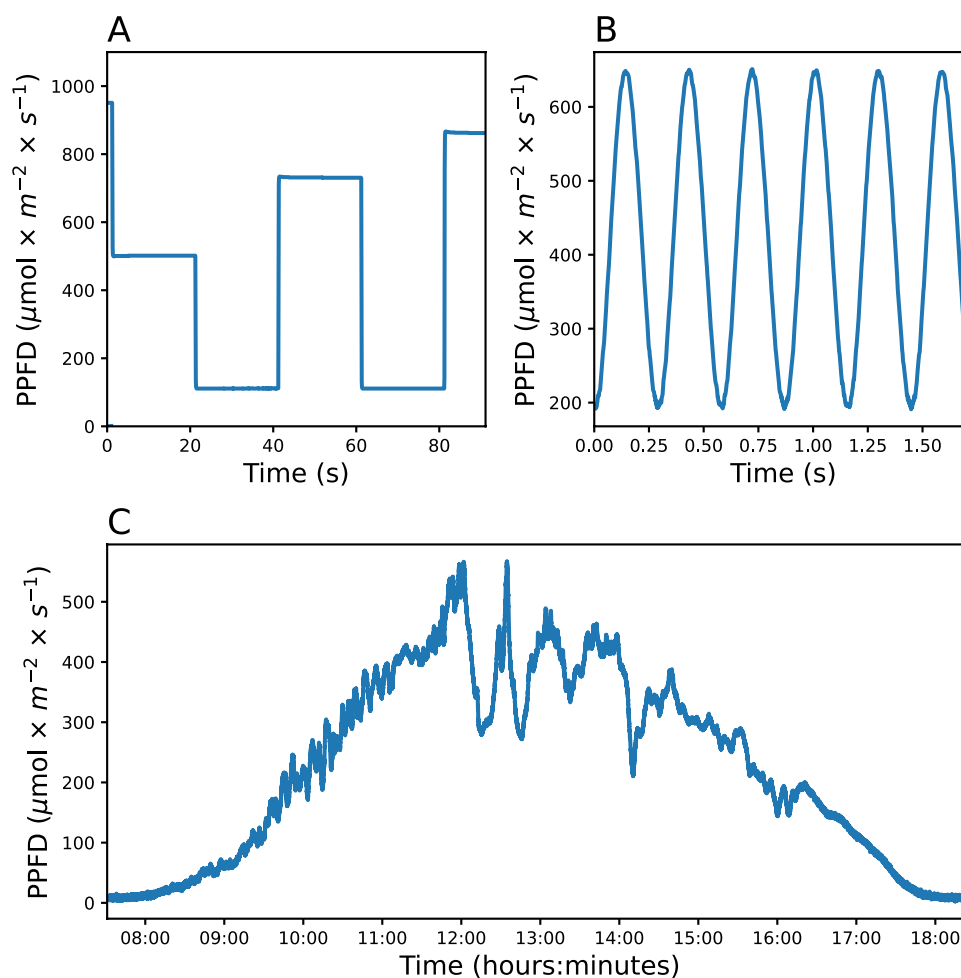 A
PPFD (μmol × m⁻² × s⁻¹)
1000
800
600
400
200
0
0 20 40 60 80
Time (s)
B
PPFD (μmol × m⁻² × s⁻¹)
600
500
400
300
200
0.00 0.25 0.50 0.75 1.00 1.25 1.50
Time (s)
C
PPFD (μmol × m⁻² × s⁻¹)
500
400
300
200
100
0
08:00 09:00 10:00 11:00 12:00 13:00 14:00 15:00 16:00 17:00 18:00
Time (hours:minutes)